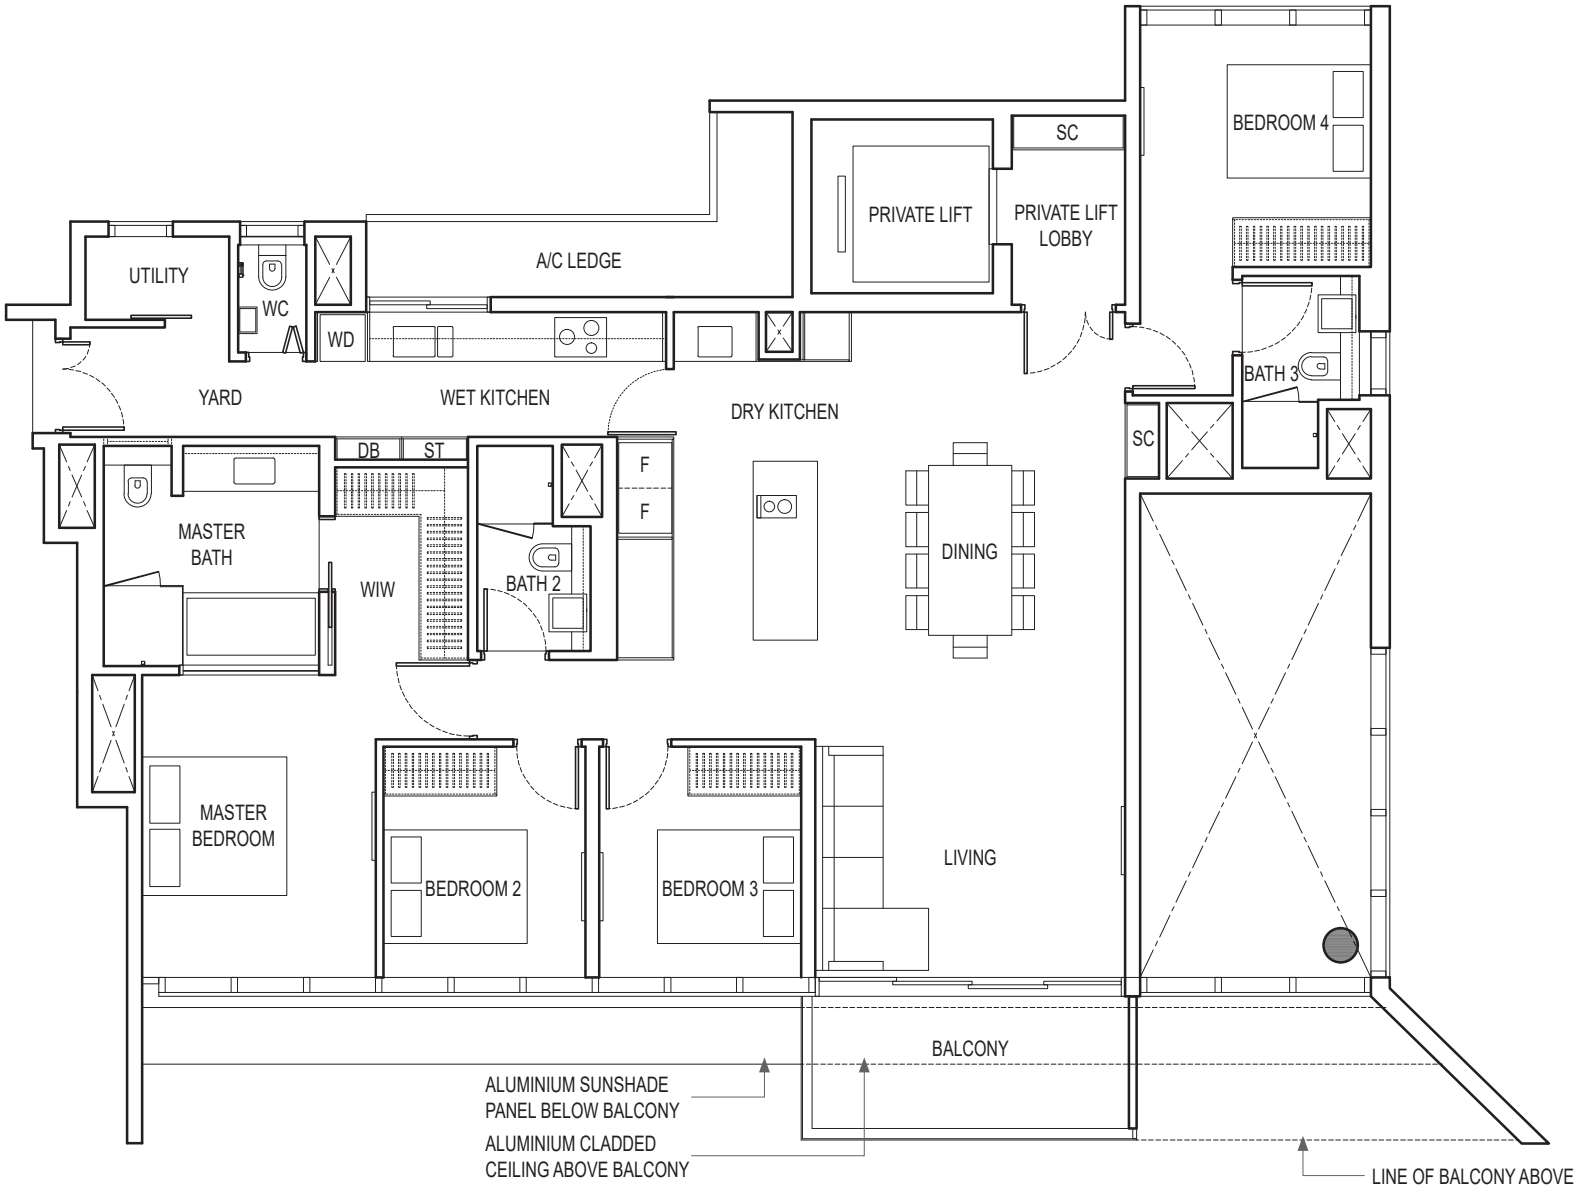 SC
BEDROOM 4
PRIVATE LIFT
PRIVATE LIFT
LOBBY
A/C LEDGE
UTILITY
WC
WD
YARD
WET KITCHEN
DRY KITCHEN
BATH 3
SC
DB
ST
F
F
MASTER
BATH
DINING
WIW
BATH 2
MASTER
BEDROOM
BEDROOM 2
BEDROOM 3
LIVING
BALCONY
ALUMINIUM SUNSHADE
PANEL BELOW BALCONY
ALUMINIUM CLADDED
CEILING ABOVE BALCONY
LINE OF BALCONY ABOVE